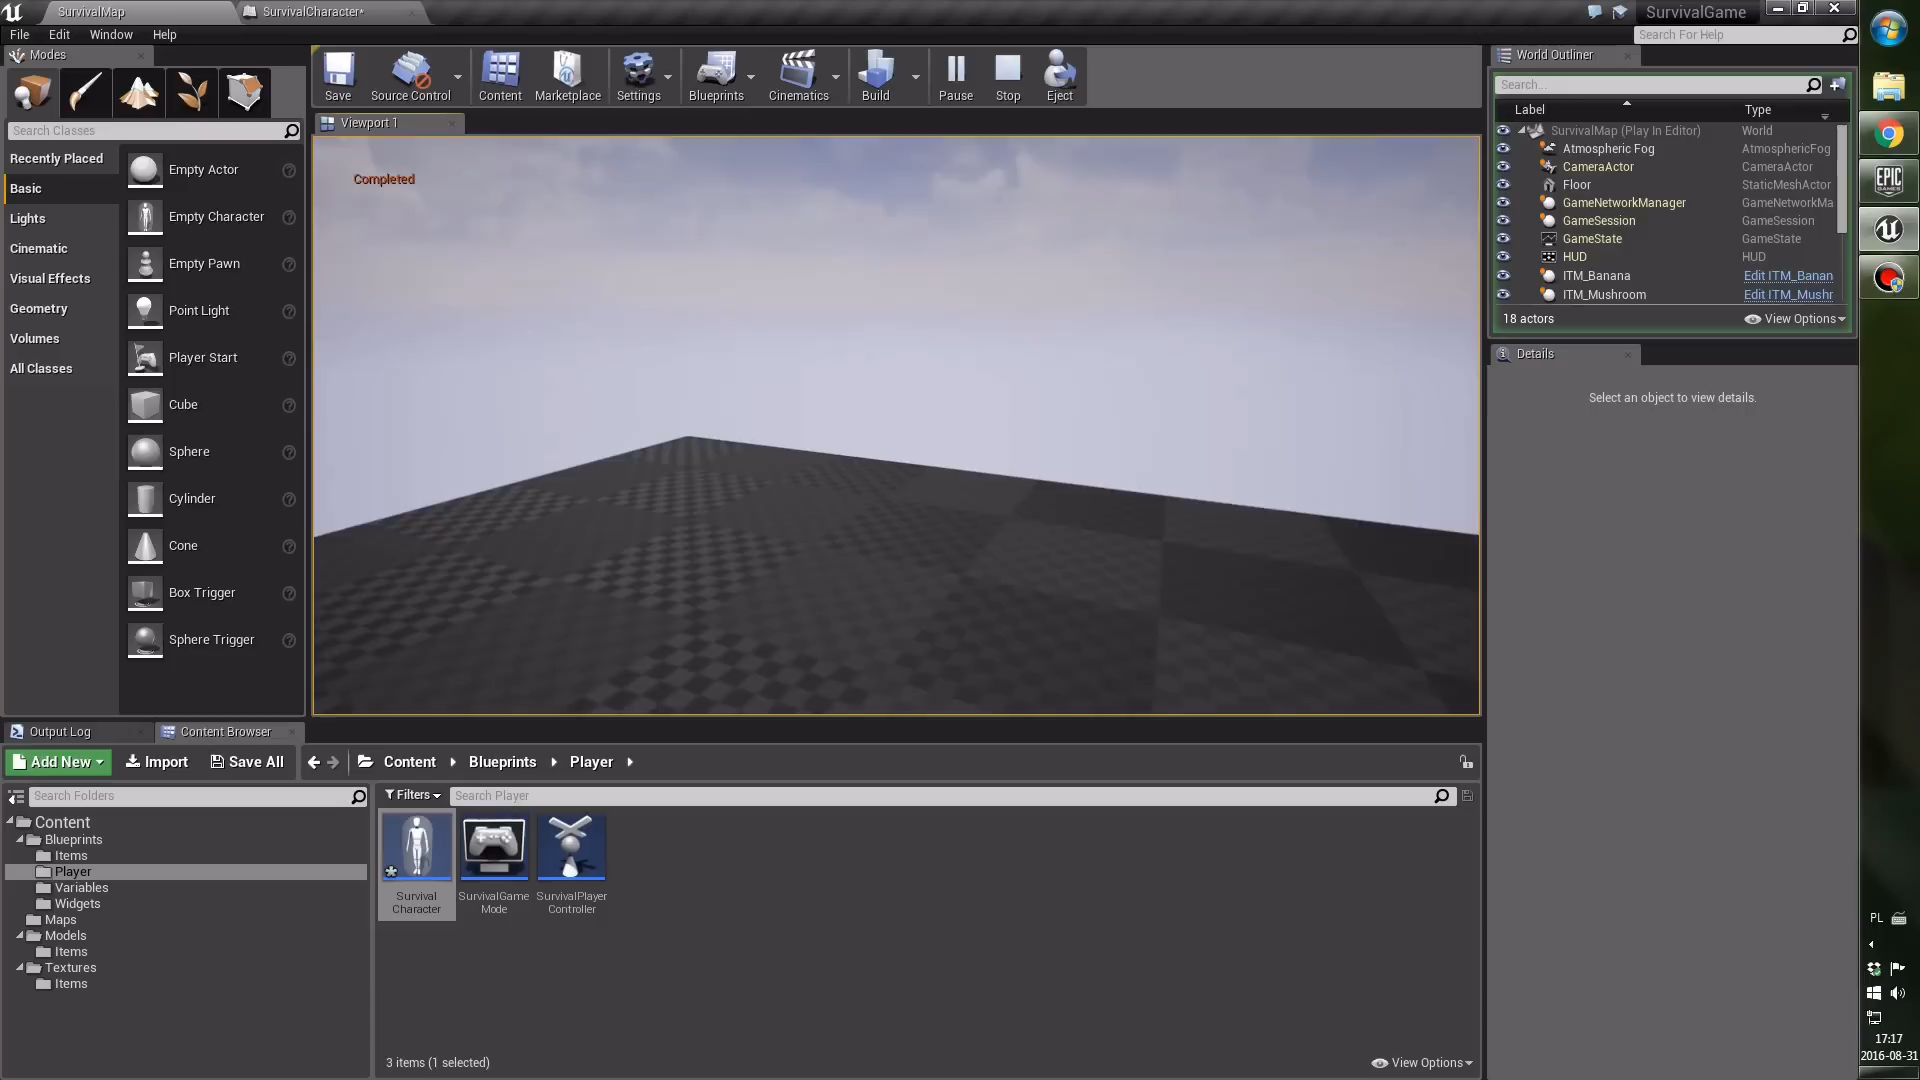 SurvivalMap
SurvivalCharacter*
SurvivalGame
File Edit Window Help
Search For Help
Modes
Search Classes
Recently Placed
Basic
Lights
Cinematic
Visual Effects
Geometry
Volumes
All Classes
Empty Actor
Empty Character
Empty Pawn
Point Light
Player Start
Cube
Sphere
Cylinder
Cone
Box Trigger
Sphere Trigger
Save
Source Control
Content
Marketplace
Settings
Blueprints
Cinematics
Build
Pause
Stop
Eject
Viewport 1
Completed
World Outliner
Search...
Label Type
SurvivalMap (Play In Editor) World
Atmospheric Fog AtmosphericFog
CameraActor CameraActor
Floor StaticMeshActor
GameNetworkManager GameNetworkMa
GameSession GameSession
GameState GameState
HUD HUD
ITM_Banana Edit ITM_Banan
ITM_Mushroom Edit ITM_Mushr
18 actors View Options
Details
Select an object to view details.
Output Log
Content Browser
Add New Import Save All Content Blueprints Player
Search Folders
Filters
Search Player
Content
Blueprints
Items
Player
Variables
Widgets
Maps
Models
Items
Textures
Items
Survival
Character
SurvivalGame
Mode
SurvivalPlayer
Controller
3 items (1 selected)
View Options
EPIC
GAMES
PL
17:17
2016-08-31